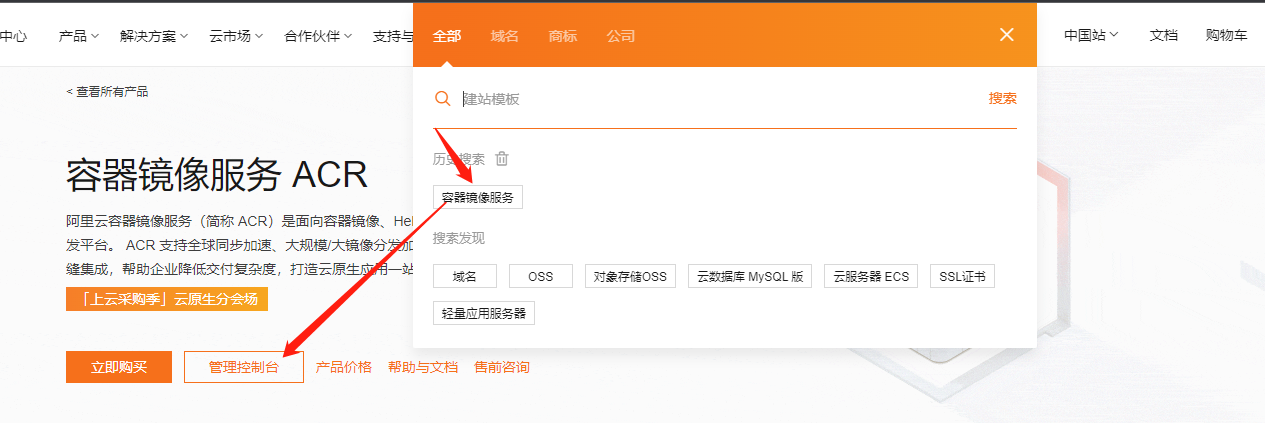 中心 产品 解决方案 云市场 合作伙伴 支持与
全部 域名 商标 公司
中国站 文档 购物车
< 查看所有产品
建站模板 搜索
历史搜索
容器镜像服务
搜索发现
域名 OSS 对象存储OSS 云数据库 MySQL 版 云服务器 ECS SSL证书
轻量应用服务器
容器镜像服务 ACR
阿里云容器镜像服务（简称 ACR）是面向容器镜像、Hel
发平台。 ACR 支持全球同步加速、大规模/大镜像分发加
缝集成，帮助企业降低交付复杂度，打造云原生应用一站
「上云采购季」云原生分会场
立即购买 管理控制台 产品价格 帮助与文档 售前咨询